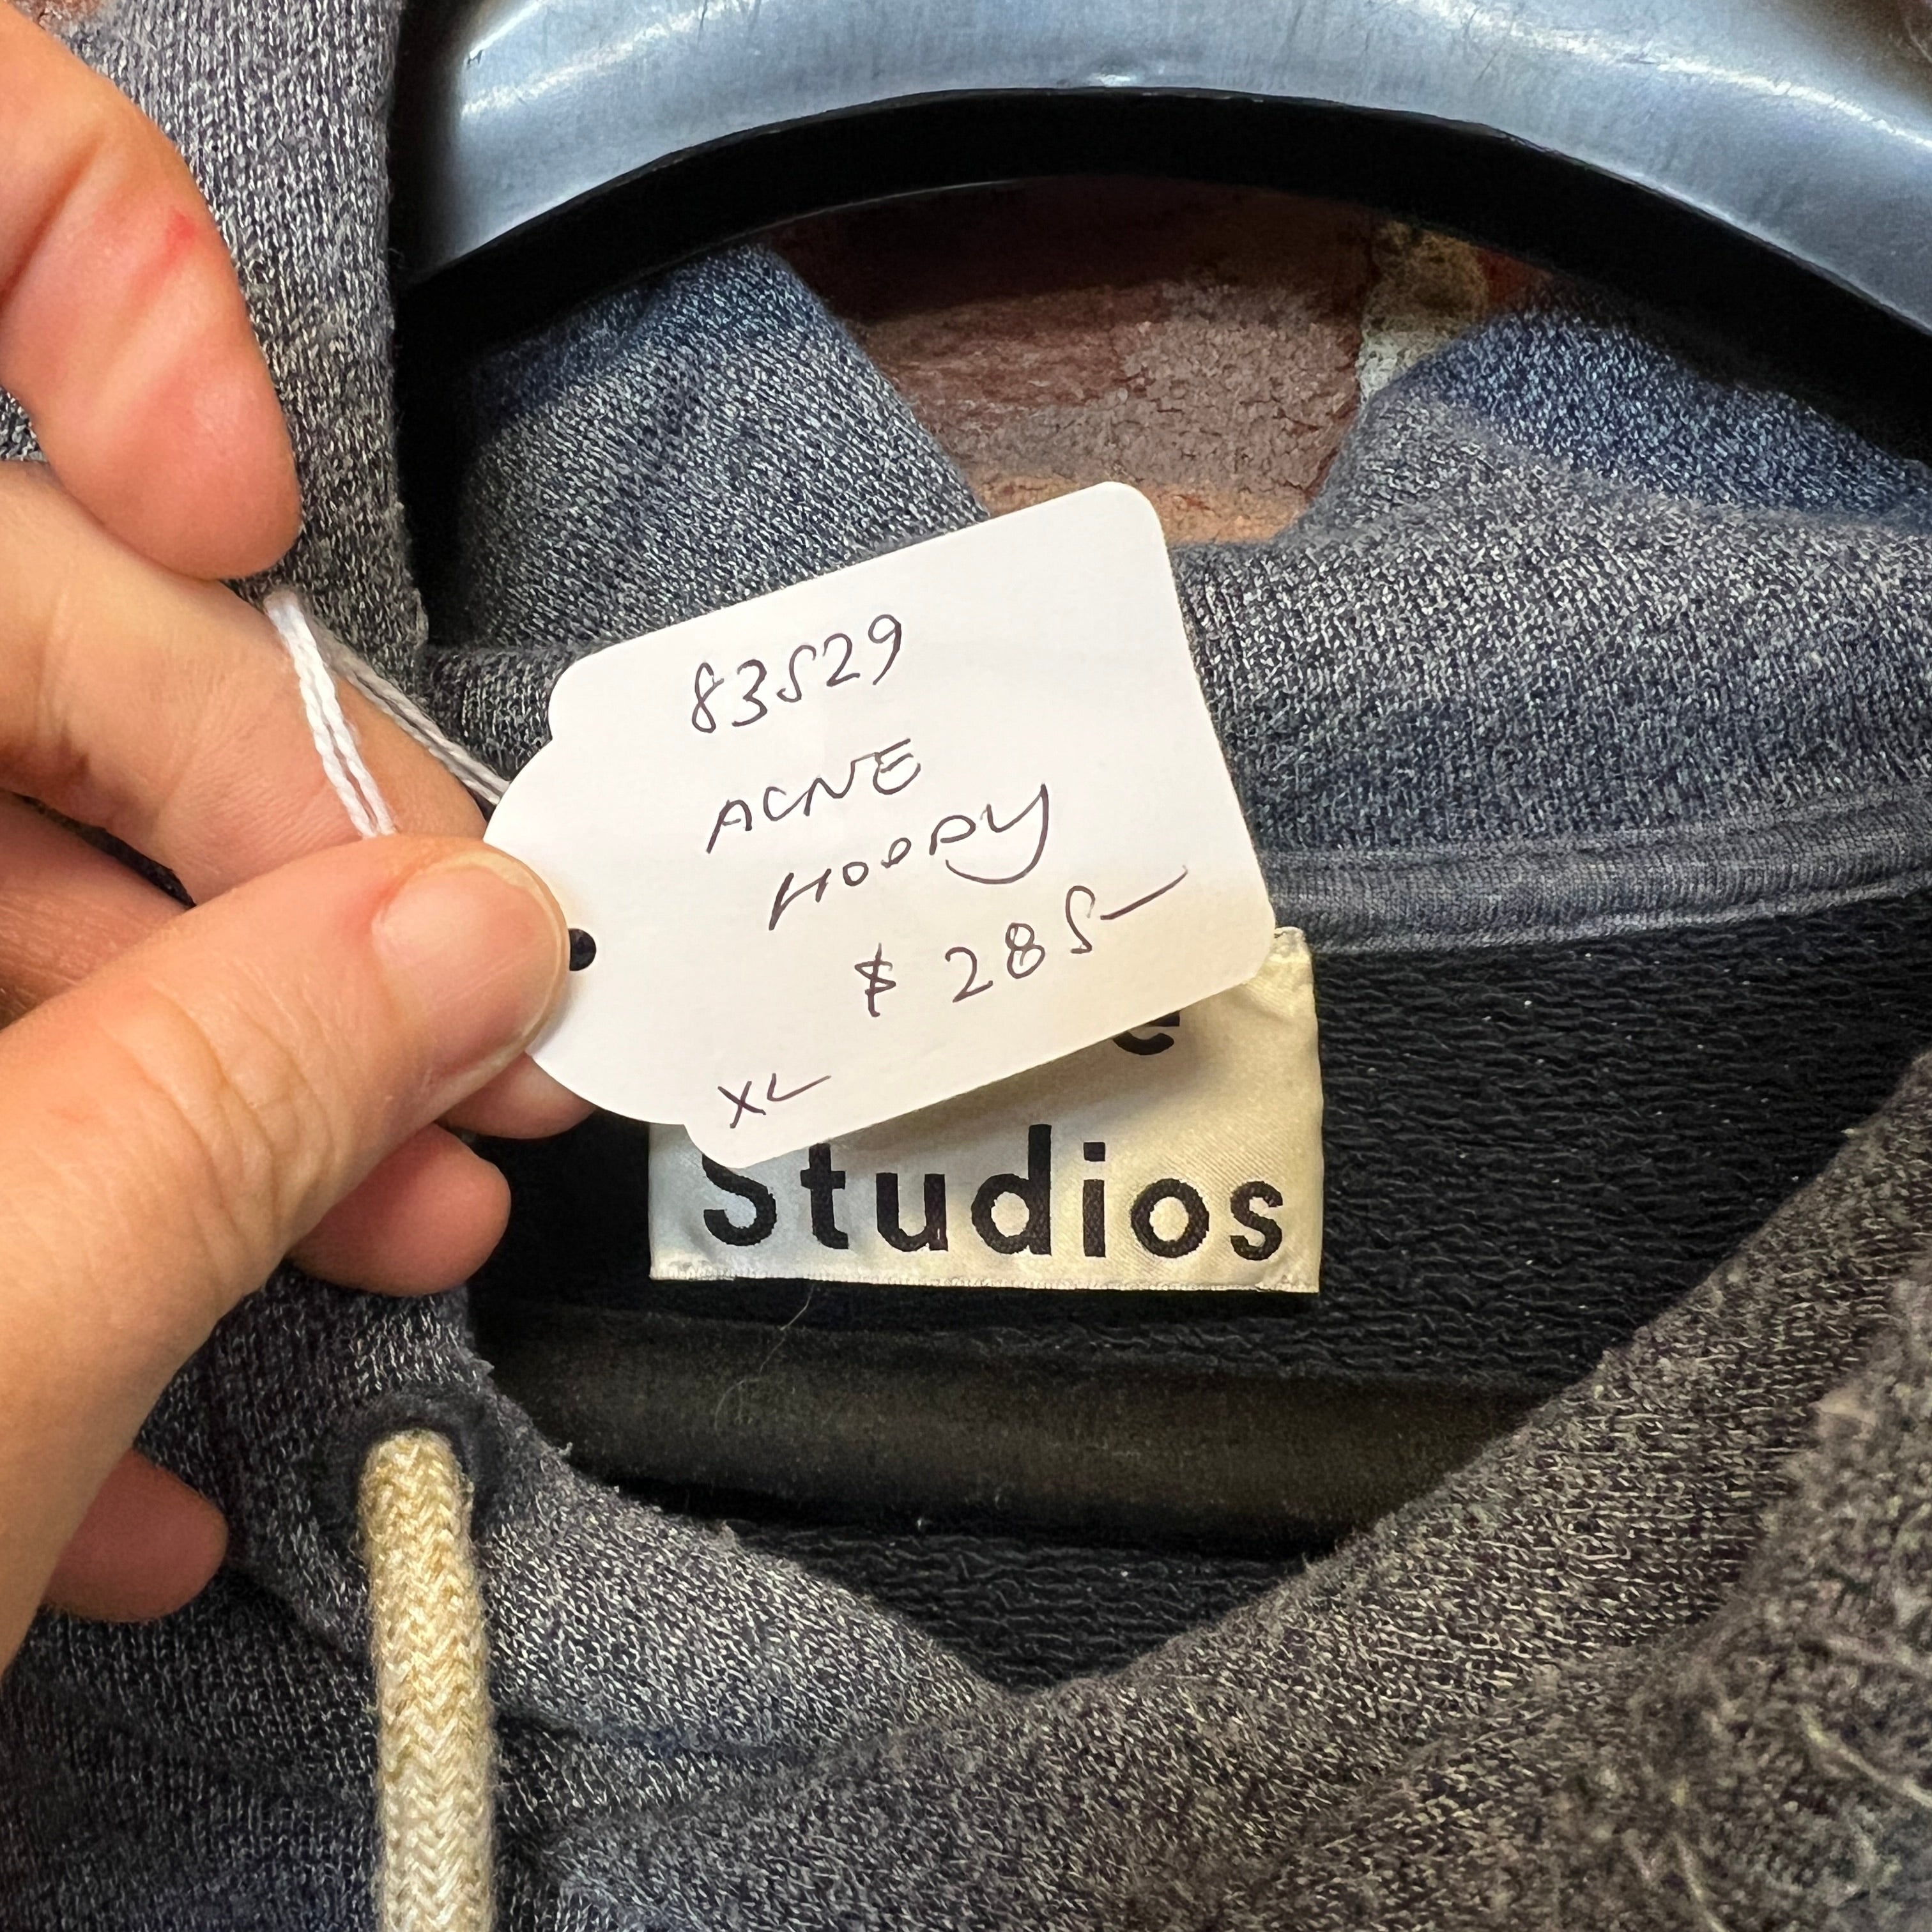 83529
ACNE
HOODY
$ 285-
XL
e
Studios